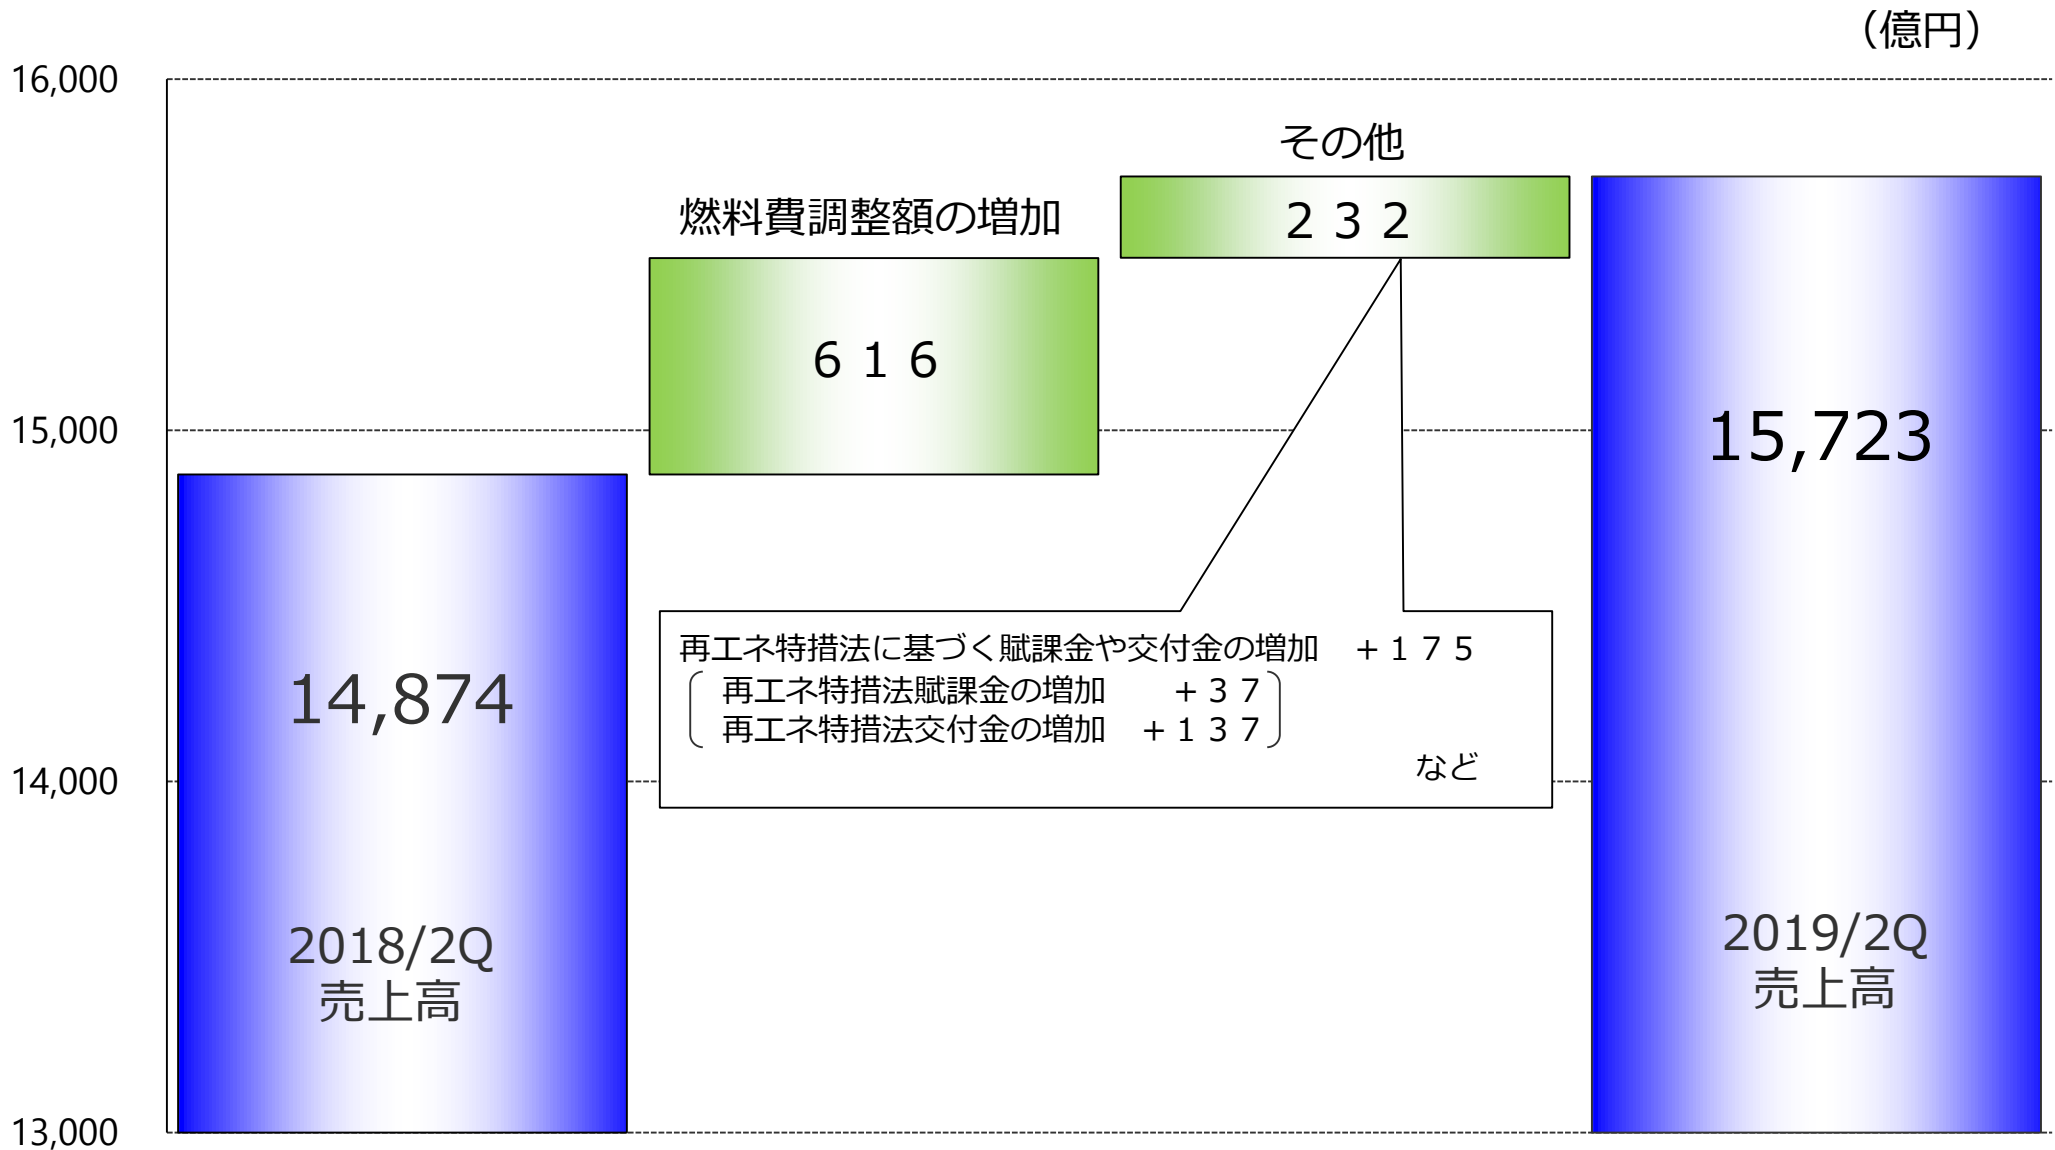 （億円）
16,000
その他
２３２
燃料費調整額の増加
６１６
15,000
15,723
再エネ特措法に基づく賦課金や交付金の増加　＋１７５
再エネ特措法賦課金の増加　　＋３７
再エネ特措法交付金の増加　＋１３７
など
14,874
14,000
2018/2Q
売上高
2019/2Q
売上高
13,000